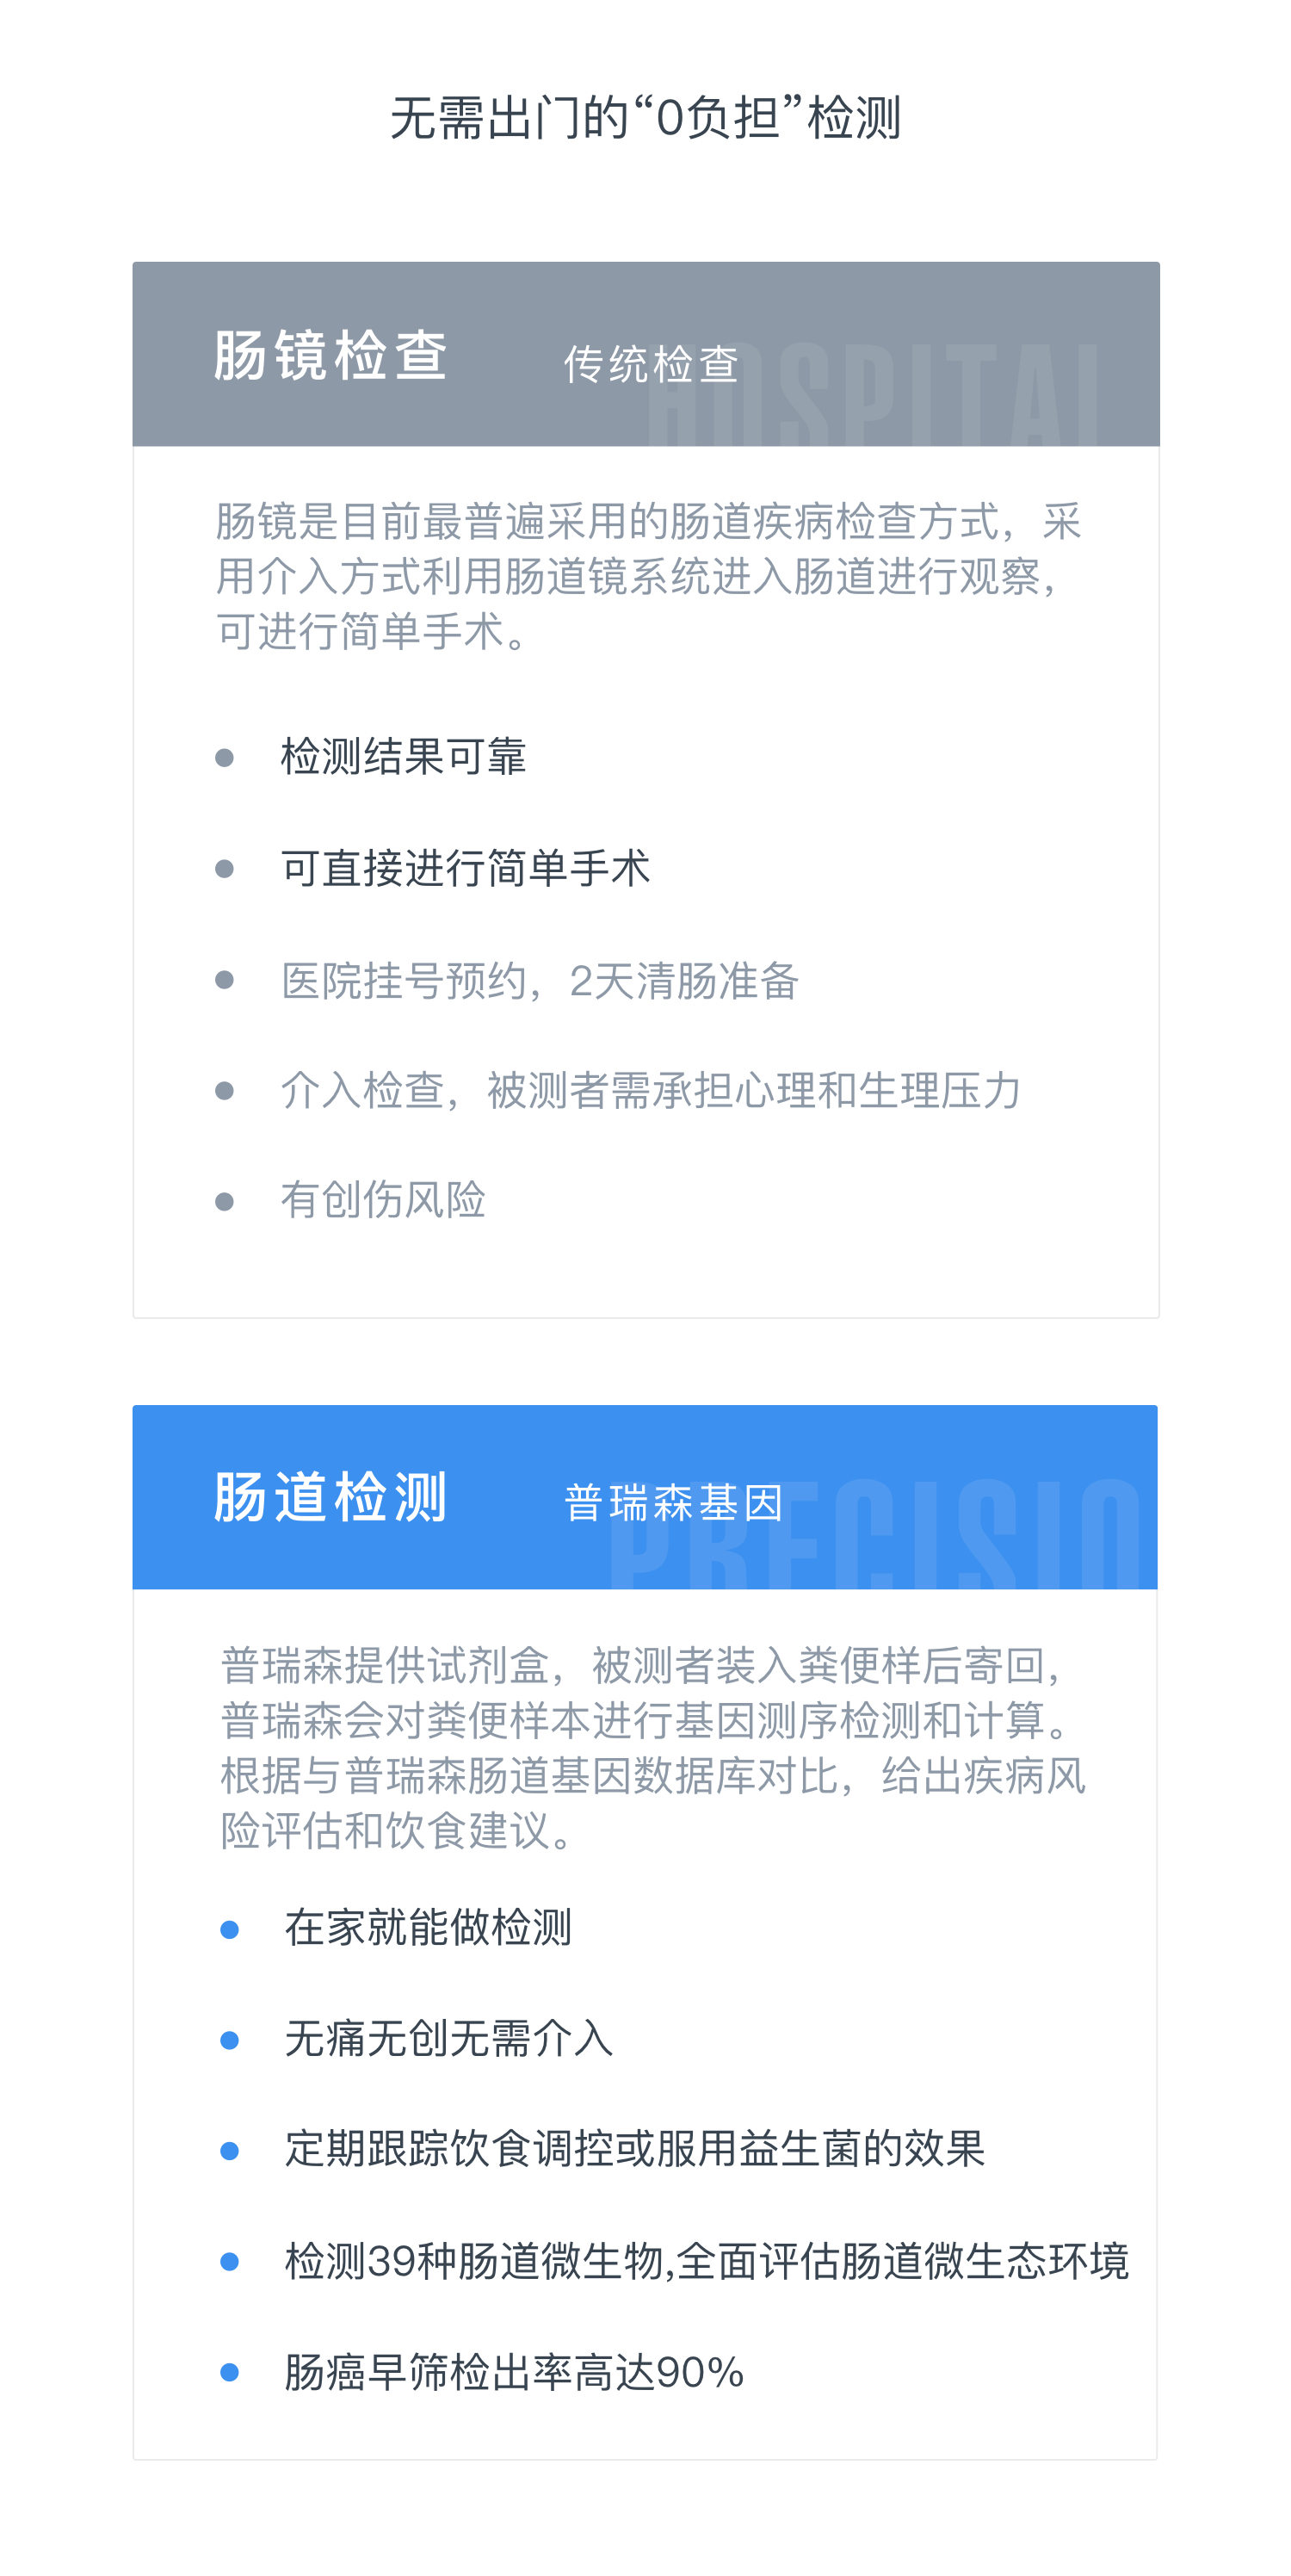 无需出门的“0负担”检测
肠镜检查
传统检查
HOSPITAL
肠镜是目前最普遍采用的肠道疾病检查方式，采
用介入方式利用肠道镜系统进入肠道进行观察，
可进行简单手术。
检测结果可靠
可直接进行简单手术
医院挂号预约，2天清肠准备
介入检查，被测者需承担心理和生理压力
有创伤风险
肠道检测
普瑞森基因
PRECISIO
普瑞森提供试剂盒，被测者装入粪便样后寄回，
普瑞森会对粪便样本进行基因测序检测和计算。
根据与普瑞森肠道基因数据库对比，给出疾病风
险评估和饮食建议。
在家就能做检测
无痛无创无需介入
定期跟踪饮食调控或服用益生菌的效果
检测39种肠道微生物,全面评估肠道微生态环境
肠癌早筛检出率高达90%